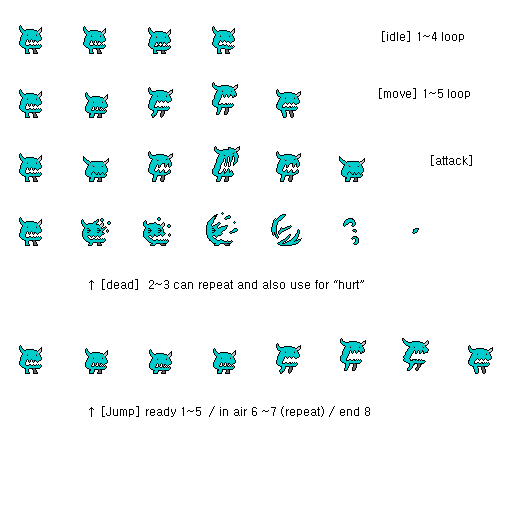 [idle] 1~4 loop
[move] 1~5 loop
[attack]
↑ [dead] 2~3 can repeat and also use for "hurt"
↑ [Jump] ready 1~5 / in air 6 ~7 (repeat) / end 8